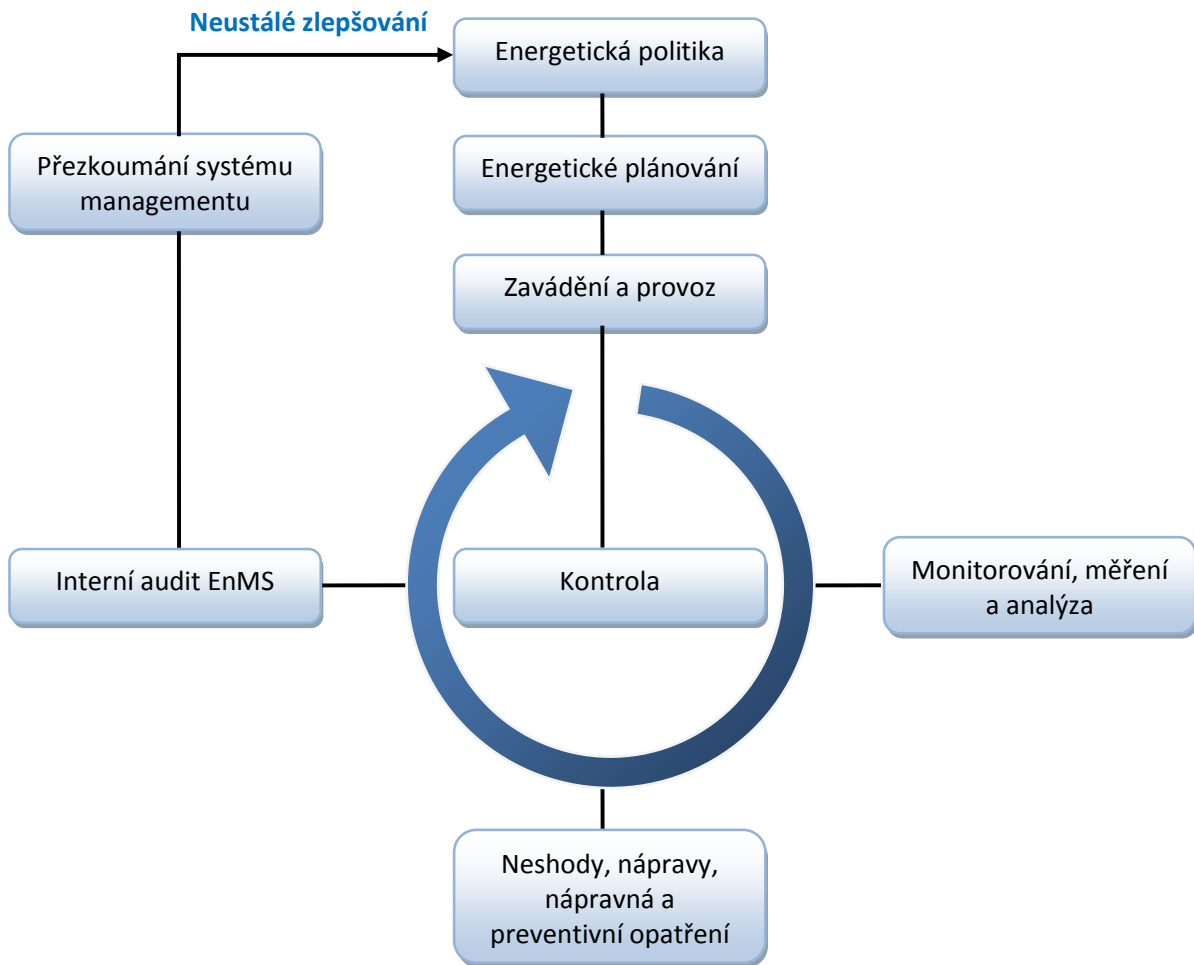 Neustálé zlepšování
Energetická politika
Přezkoumání systému
managementu
Energetické plánování
Zavádění a provoz
Interní audit EnMS
Kontrola
Monitorování, měření
a analýza
Neshody, nápravy,
nápravná a
preventivní opatření